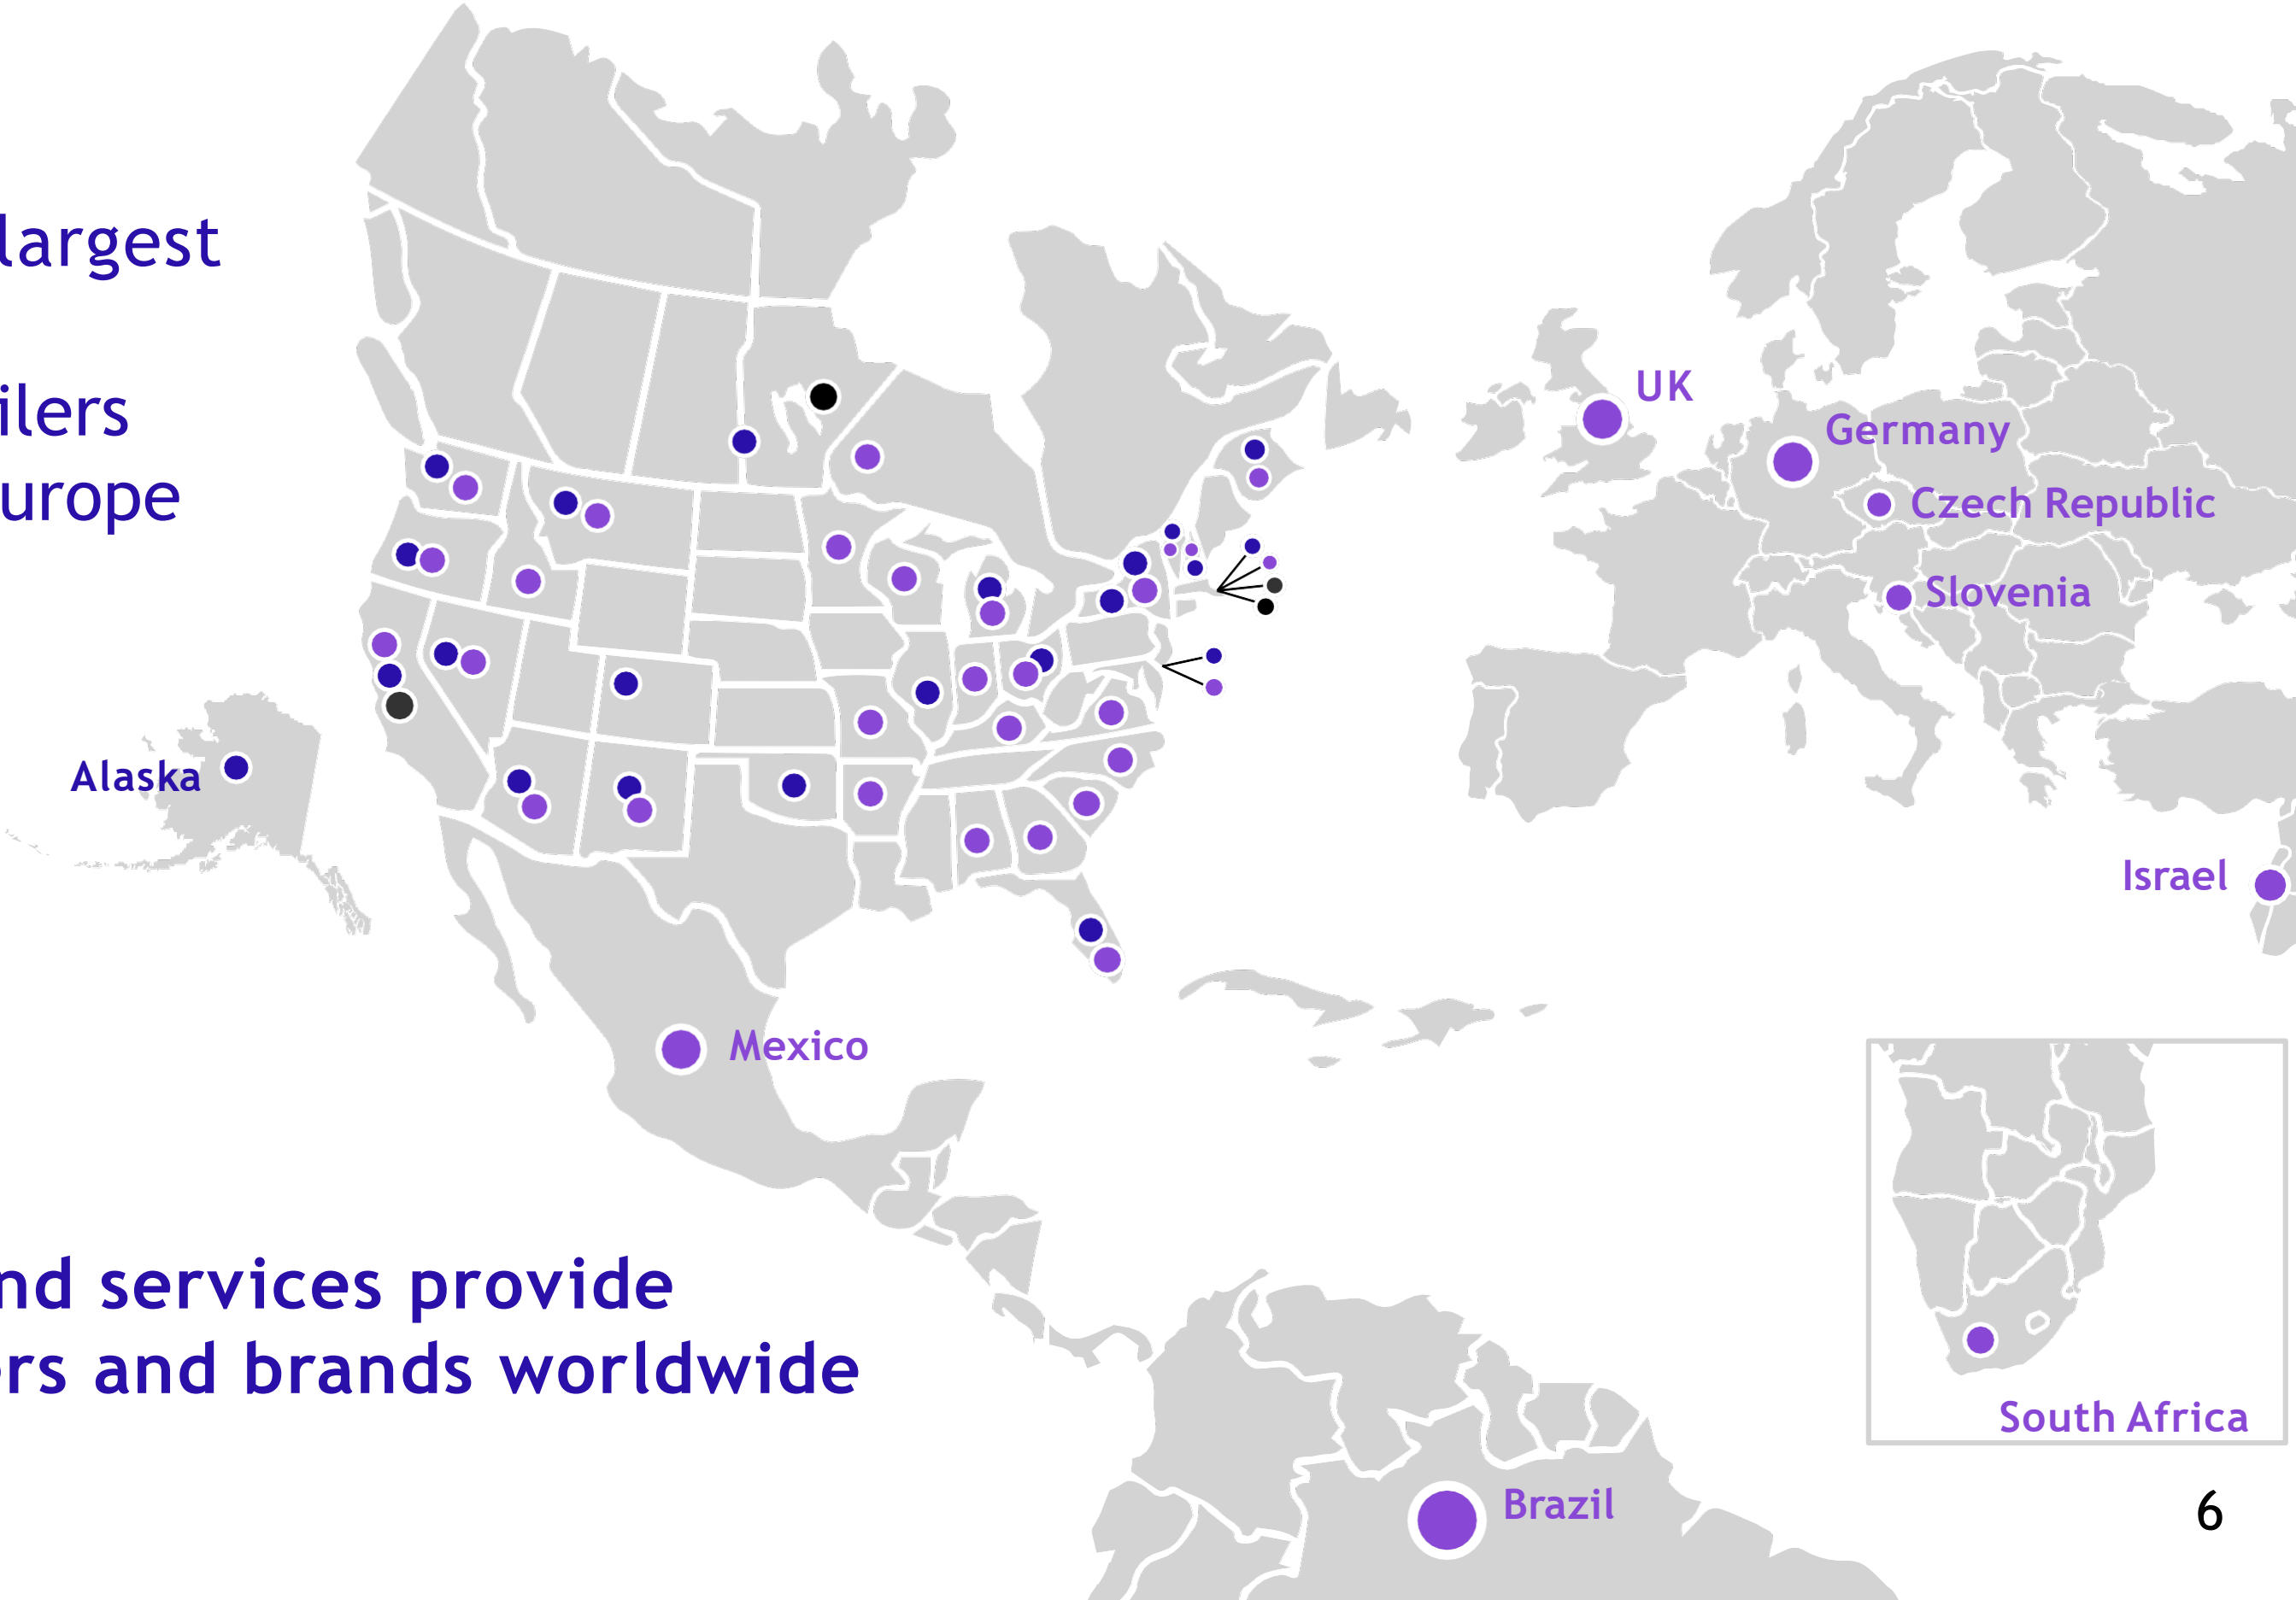 largest
ilers
urope
UK
Germany
Czech Republic
Slovenia
Alaska
Israel
Mexico
nd services provide
rs and brands worldwide
South Africa
Brazil
6